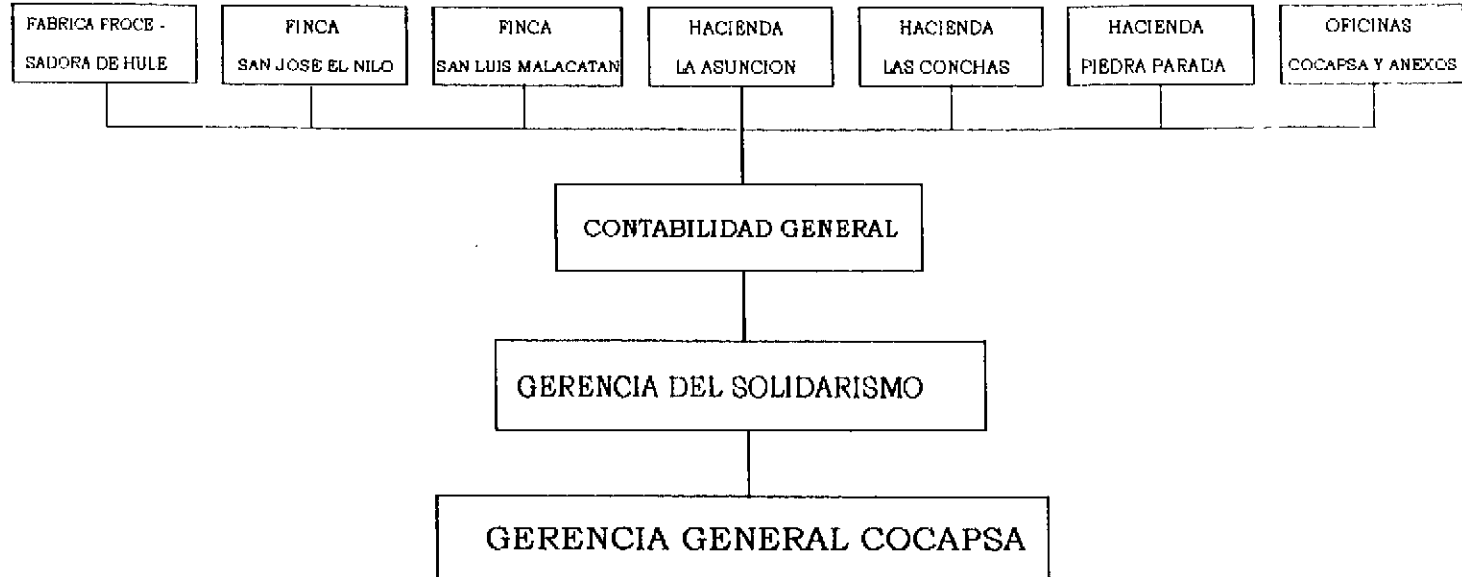 FABRICA PROCE -
SADORA DE HULE
FINCA
SAN JOSE EL NILO
FINCA
SAN LUIS MALACATAN
HACIENDA
LA ASUNCION
HACIENDA
LAS CONCHAS
HACIENDA
PIEDRA PARADA
OFICINAS
COCAPSA Y ANEXOS
CONTABILIDAD GENERAL
GERENCIA DEL SOLIDARISMO
GERENCIA GENERAL COCAPSA